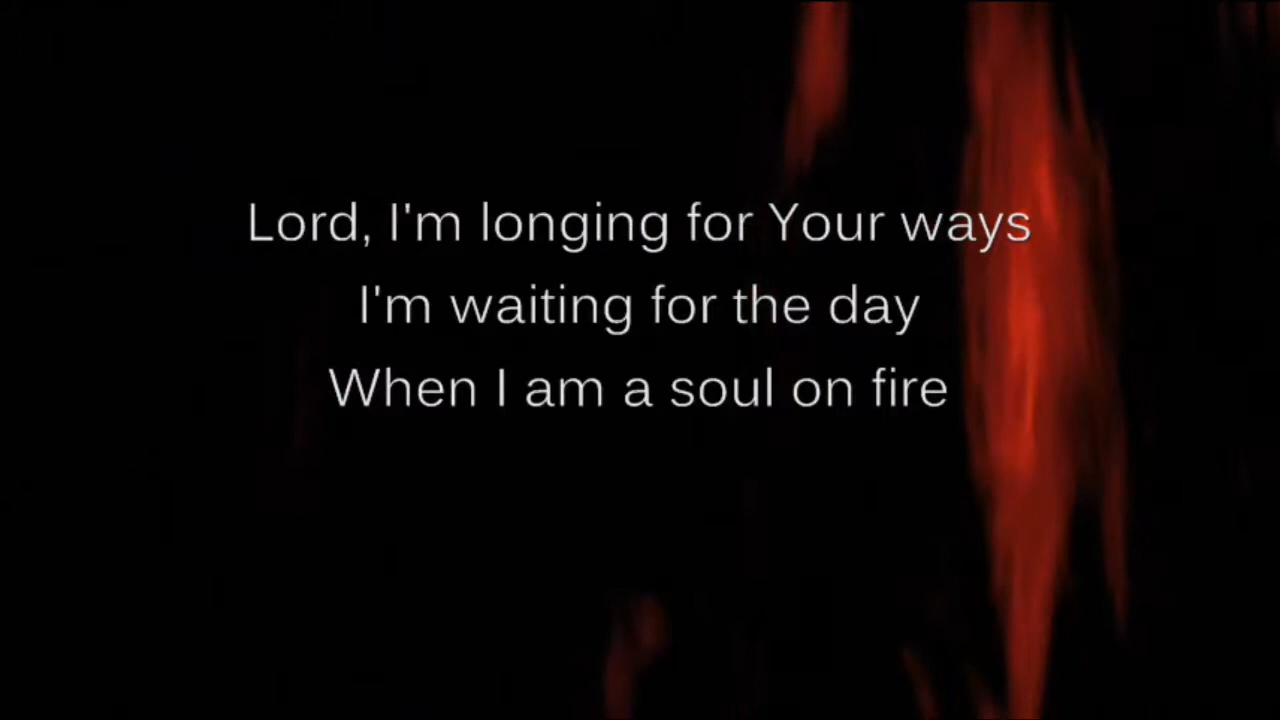 Lord, I'm longing for Your ways
I'm waiting for the day
When I am a soul on fire